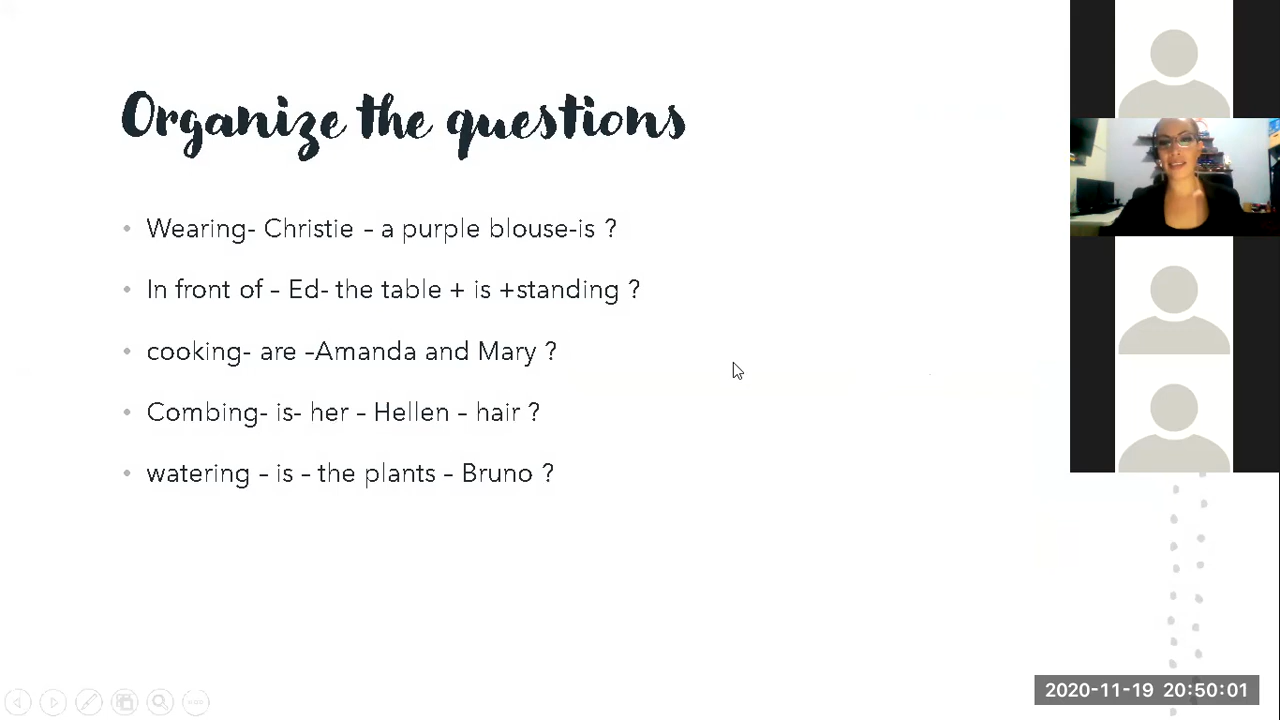 Organize the questions
• Wearing- Christie – a purple blouse-is ?
• In front of – Ed- the table + is +standing ?
• cooking- are –Amanda and Mary ?
• Combing- is- her – Hellen – hair ?
• watering – is – the plants – Bruno ?
2020-11-19 20:50:01